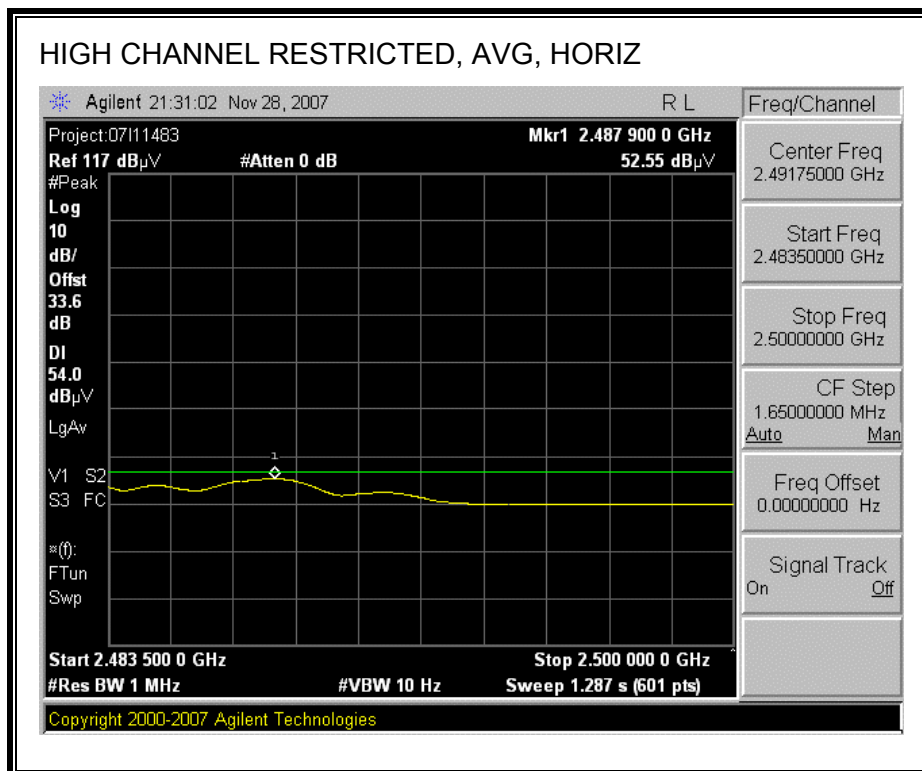 HIGH CHANNEL RESTRICTED, AVG, HORIZ
Agilent 21:31:02 Nov 28, 2007 R L
Freq/Channel
Project:07I11483 Mkr1 2.487 900 0 GHz
Ref 117 dBµV #Atten 0 dB 52.55 dBµV
#Peak
Log
10
dB/
Offst
33.6
dB
DI
54.0
dBµV
LgAv
V1 S2
S3 FC
¤(f):
FTun
Swp
1
Start 2.483 500 0 GHz Stop 2.500 000 0 GHz
#Res BW 1 MHz #VBW 10 Hz Sweep 1.287 s (601 pts)
Center Freq
2.49175000 GHz
Start Freq
2.48350000 GHz
Stop Freq
2.50000000 GHz
CF Step
1.65000000 MHz
Auto Man
Freq Offset
0.00000000 Hz
Signal Track
On Off
Copyright 2000-2007 Agilent Technologies